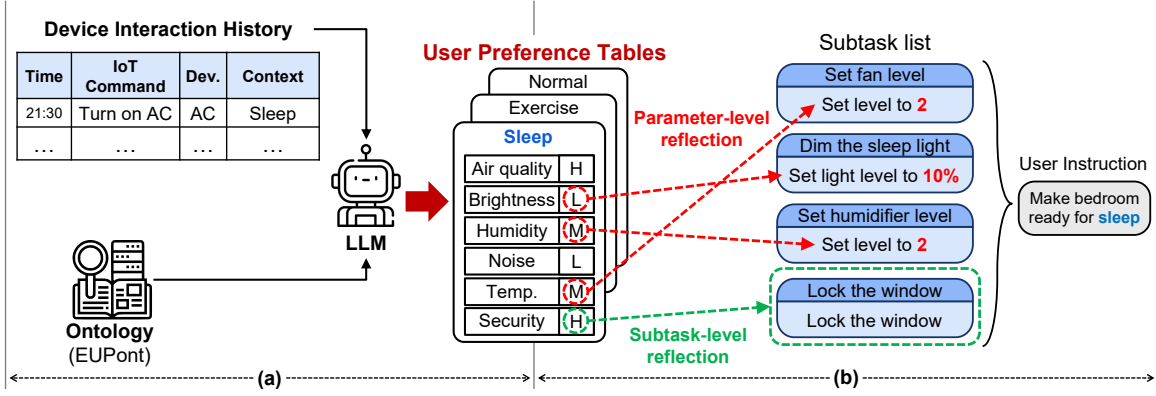 Device Interaction History
Time
IoT
Command
Dev.
Context
21:30
Turn on AC
AC
Sleep
...
...
...
...
LLM
Ontology
(EUPont)
(a)
User Preference Tables
Normal
Exercise
Sleep
Air quality H
Brightness L
Humidity M
Noise L
Temp. M
Security H
Parameter-level
reflection
Subtask-level
reflection
Subtask list
Set fan level
Set level to 2
Dim the sleep light
Set light level to 10%
Set humidifier level
Set level to 2
Lock the window
Lock the window
User Instruction
Make bedroom
ready for sleep
(b)